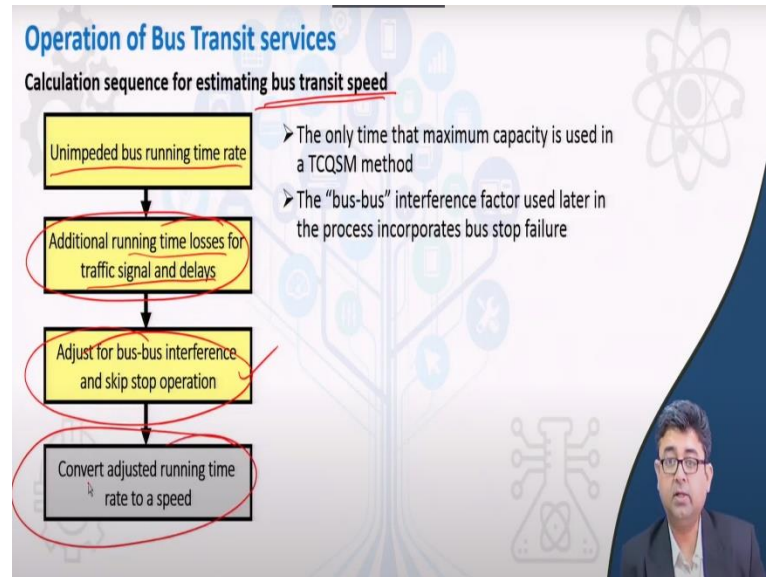 Operation of Bus Transit services
Calculation sequence for estimating bus transit speed
Unimpeded bus running time rate
Additional running time losses for
traffic signal and delays
Adjust for bus-bus interference
and skip stop operation
Convert adjusted running time
rate to a speed
➢The only time that maximum capacity is used in
a TCQSM method
➢The “bus-bus” interference factor used later in
the process incorporates bus stop failure